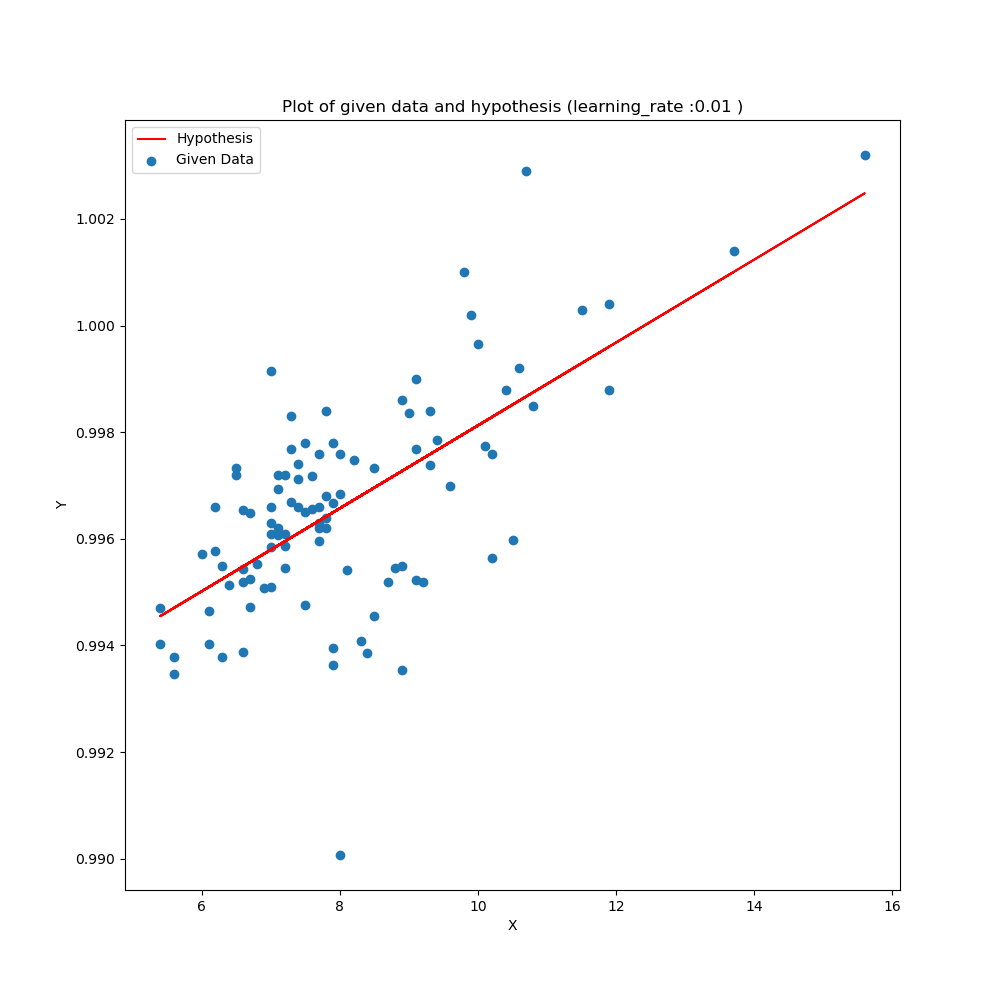 Plot of given data and hypothesis (learning_rate :0.01 )
Hypothesis
Given Data
Y
1.002
1.000
0.998
0.996
0.994
0.992
0.990
6 8 10 12 14 16
X